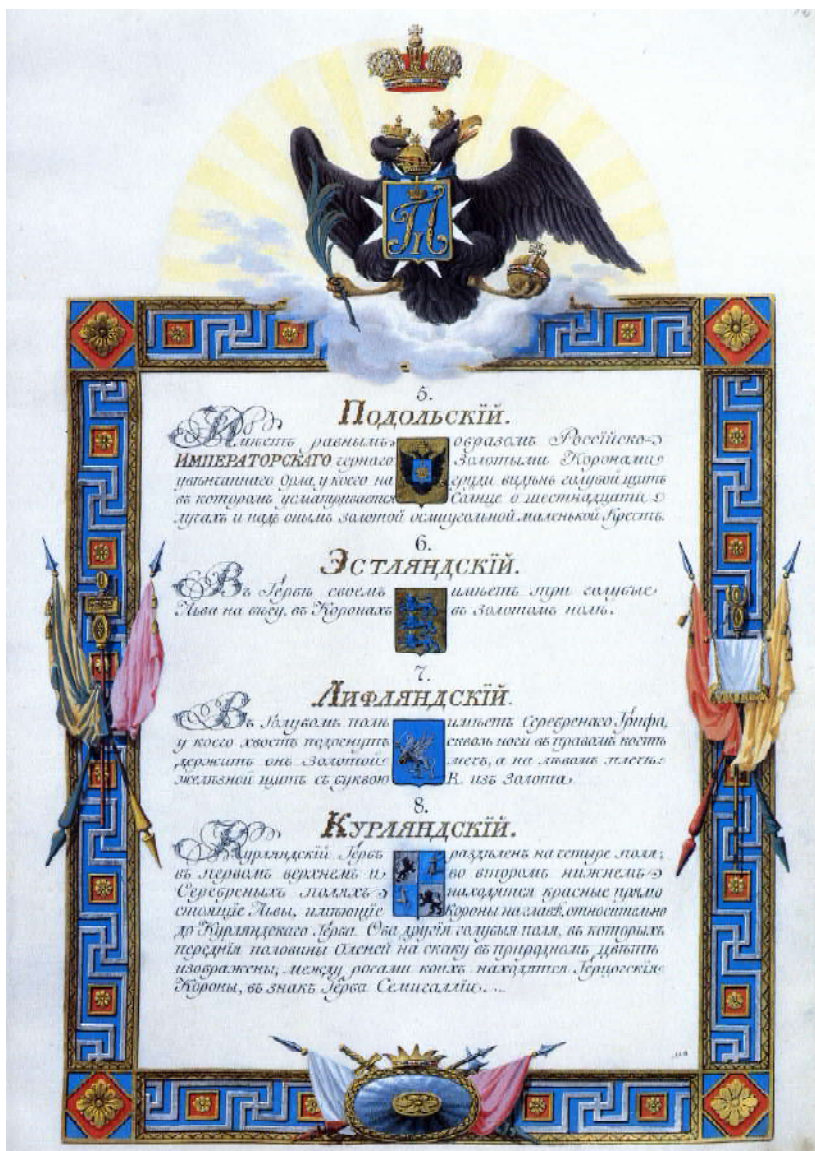 П I
5.
Подольскій.
Имѣетъ равнымъ образомъ Россійско-
ИМПЕРАТОРСКАГО чернаго Золотыми Коронами
увѣнчаннаго Орла, у коего на груди видѣнъ голубой щитъ
въ которомъ усматривается Солнце о шестнадцати
лучахъ и надъ онымъ золотой осмиугольной маленькой Крестъ.
6.
Эстляндскій.
Въ Гербѣ своемъ имѣетъ три голубые
Льва на бѣгу, въ Коронахъ въ Золотомъ полѣ.
7.
Лифляндскій.
Въ Голубомъ полѣ имѣетъ Серебренаго Грифа,
у коего хвостъ подогнутъ сквозь ноги въ правомъ
держитъ онъ Золотой мечь, а на лѣвомъ плечѣ
желѣзной щитъ съ буквою изъ Золота.
8.
Курляндскій.
Курляндскій Гербъ раздѣленъ на четыре поля;
въ первомъ верхнемъ и во второмъ нижнемъ
Серебреныхъ поляхъ находятся красные прямо
стоящіе Львы, имѣющіе Короны на главѣ, относительно
до Курляндскаго Герба. Оба другія голубыя поля, въ которыхъ
переднія половины Оленей на скаку въ природномъ цвѣтѣ
изображены, между рогами коихъ находятся Герцогскія
Короны, въ знакъ Герба Семигалліи....